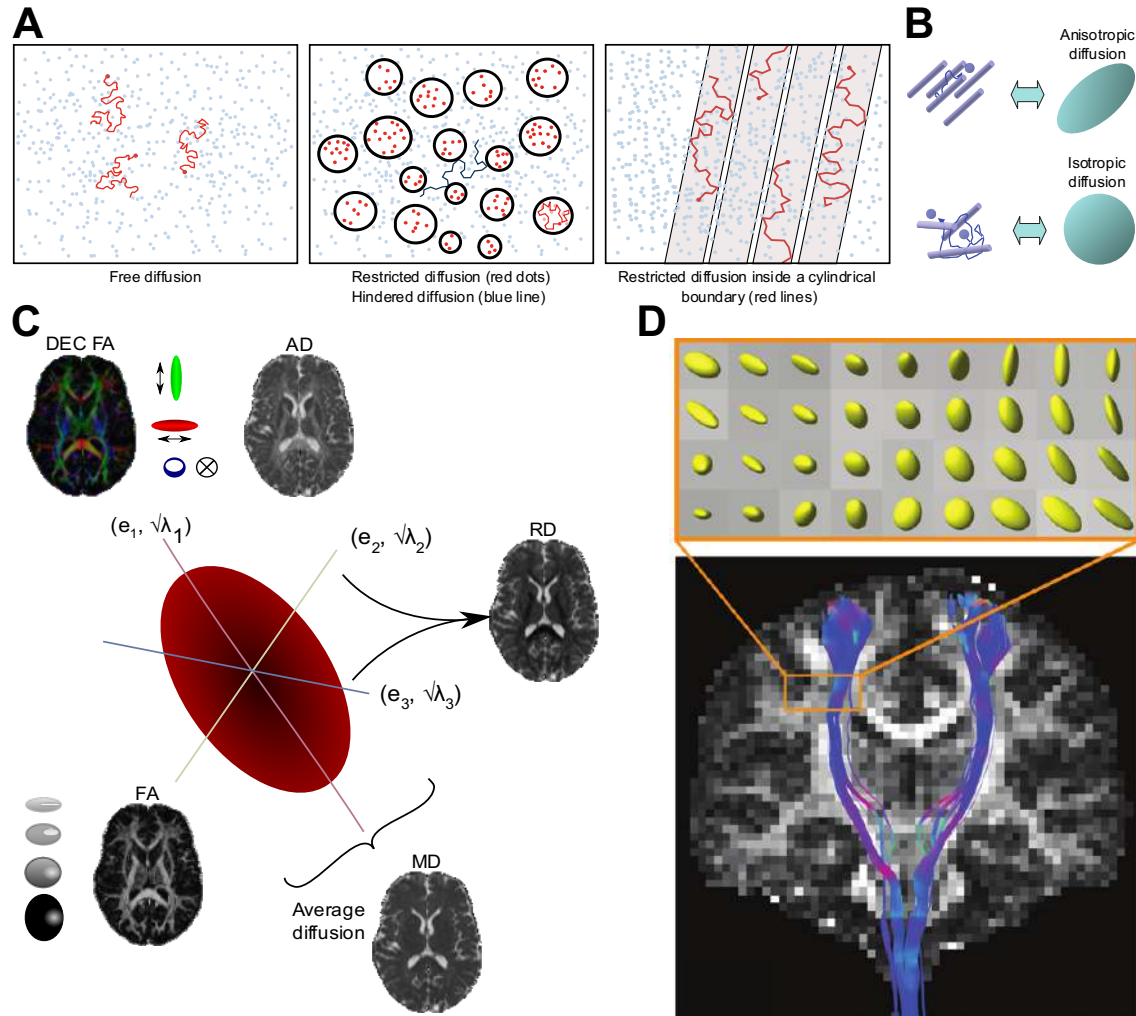 A
Free diffusion
Restricted diffusion (red dots)
Hindered diffusion (blue line)
Restricted diffusion inside a cylindrical
boundary (red lines)
B
Anisotropic
diffusion
Isotropic
diffusion
C
DEC FA
AD
(e₁, √λ₁)
(e₂, √λ₂)
RD
(e₃, √λ₃)
FA
MD
Average
diffusion
D